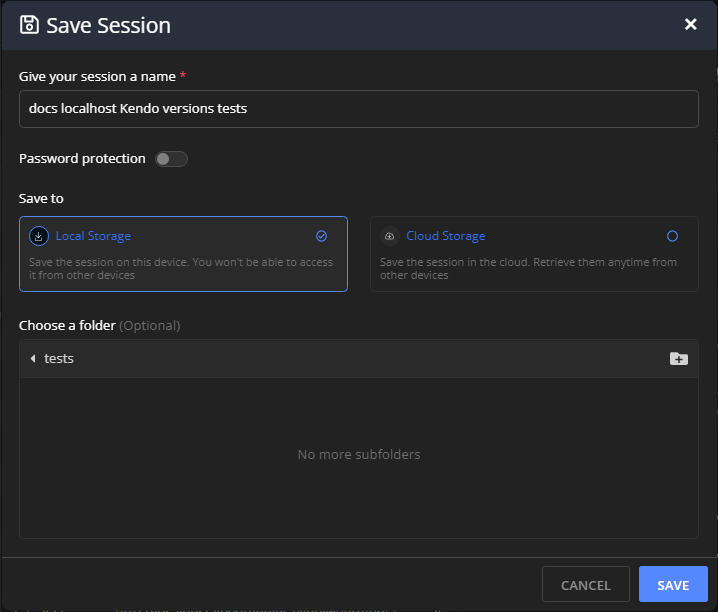 Save Session
Give your session a name *
docs localhost Kendo versions tests
Password protection
Save to
Local Storage
Save the session on this device. You won't be able to access
it from other devices
Cloud Storage
Save the session in the cloud. Retrieve them anytime from
other devices
Choose a folder (Optional)
tests
No more subfolders
CANCEL
SAVE